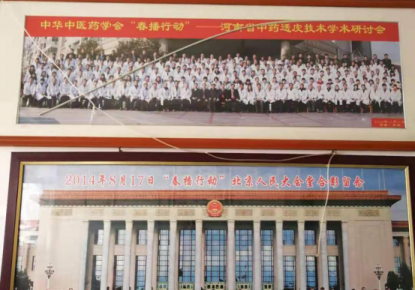 中华中医药学会“春播行动”——河南省中药透皮技术学术研讨会
2014年8月17日“春播行动”北京人民大会堂合影留念